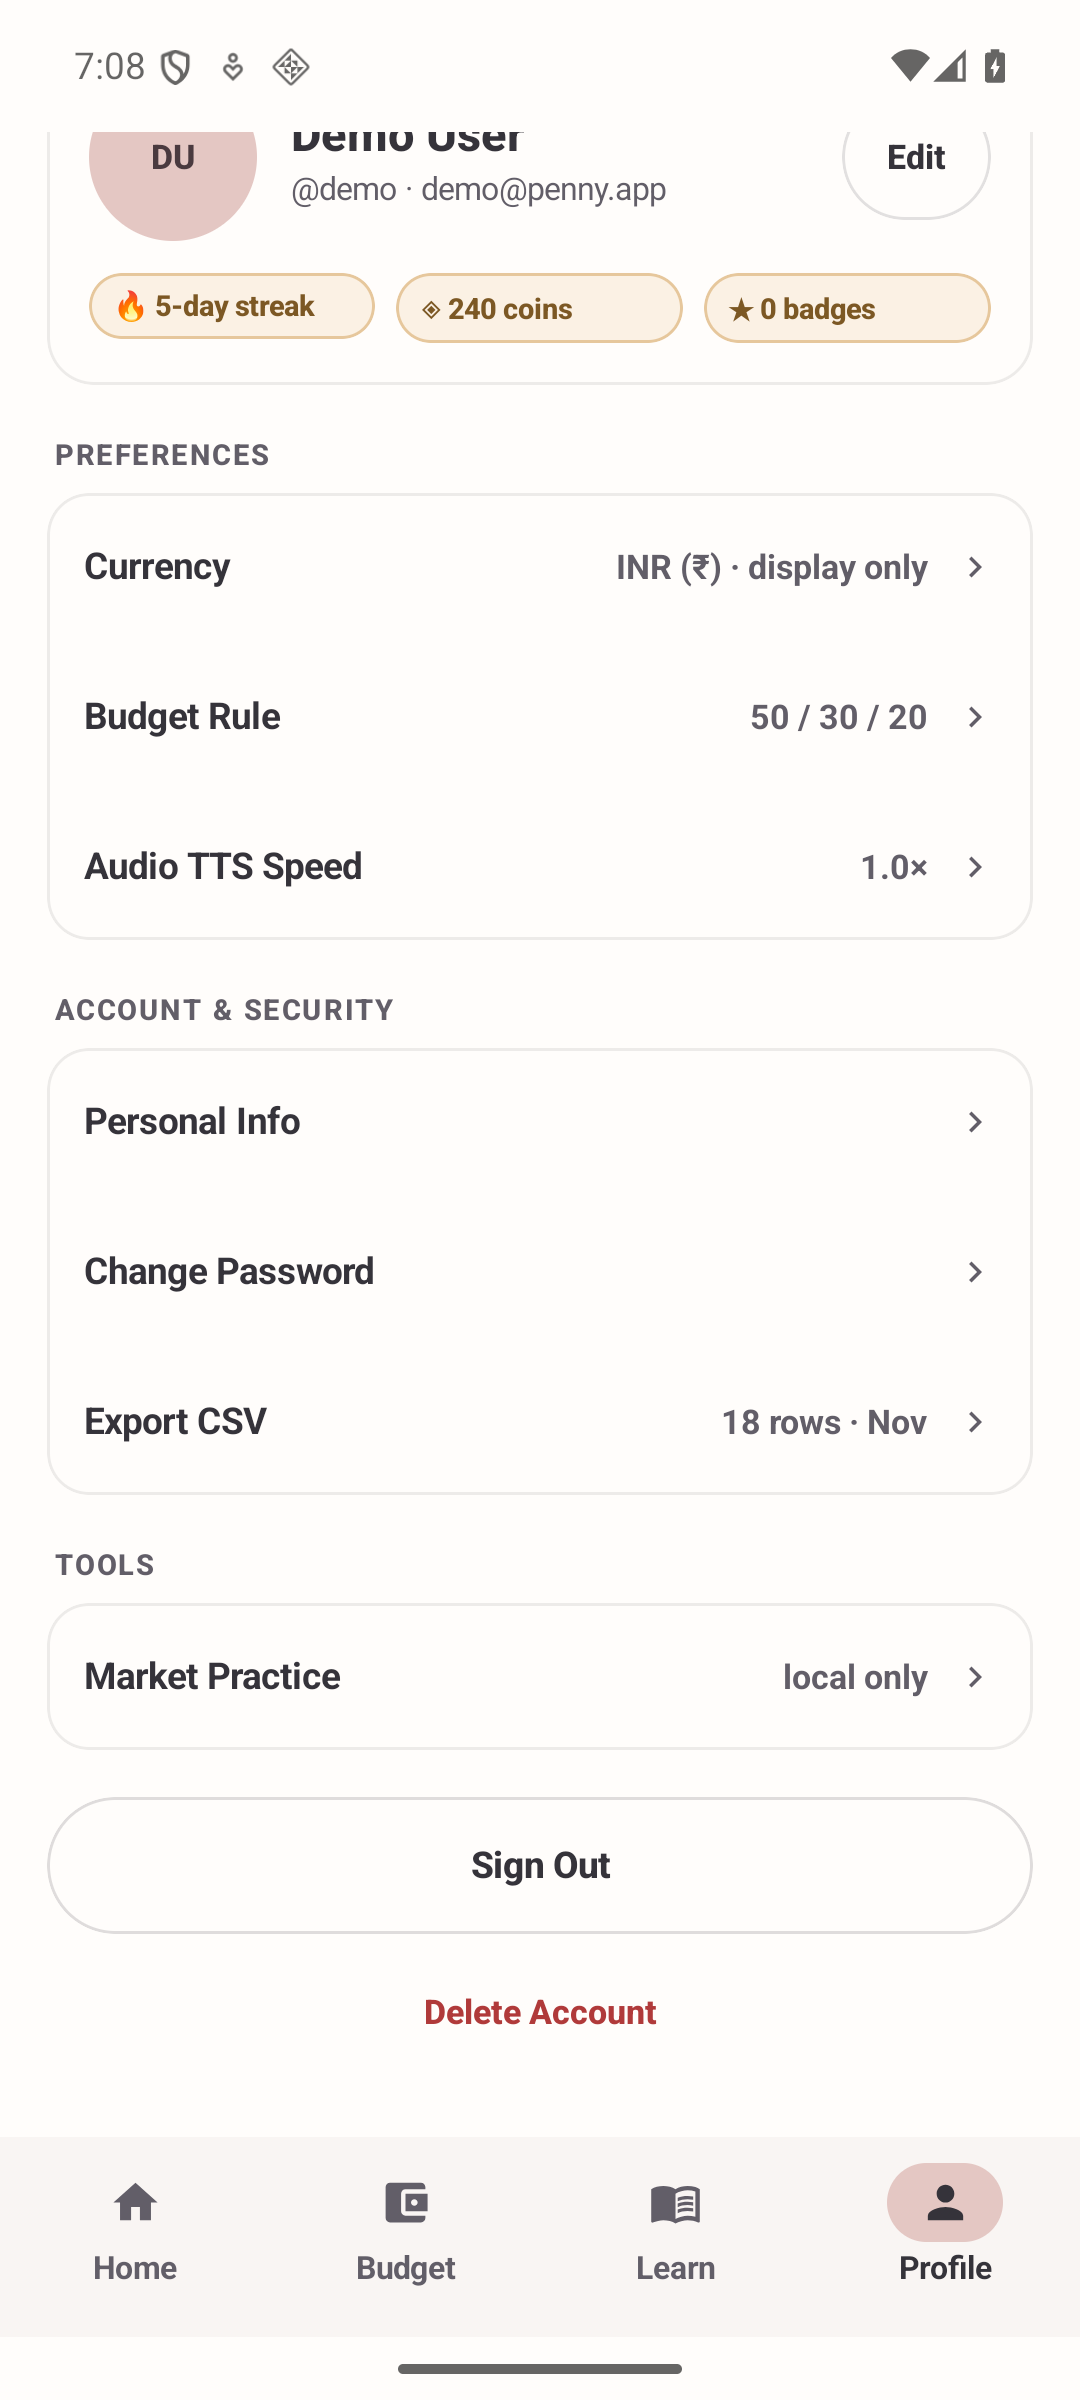 7:08
DU
Demo User
@demo · demo@penny.app
Edit
🔥 5-day streak
◈ 240 coins
★ 0 badges
PREFERENCES
Currency
INR (₹) · display only
Budget Rule
50 / 30 / 20
Audio TTS Speed
1.0×
ACCOUNT & SECURITY
Personal Info
Change Password
Export CSV
18 rows · Nov
TOOLS
Market Practice
local only
Sign Out
Delete Account
Home
Budget
Learn
Profile